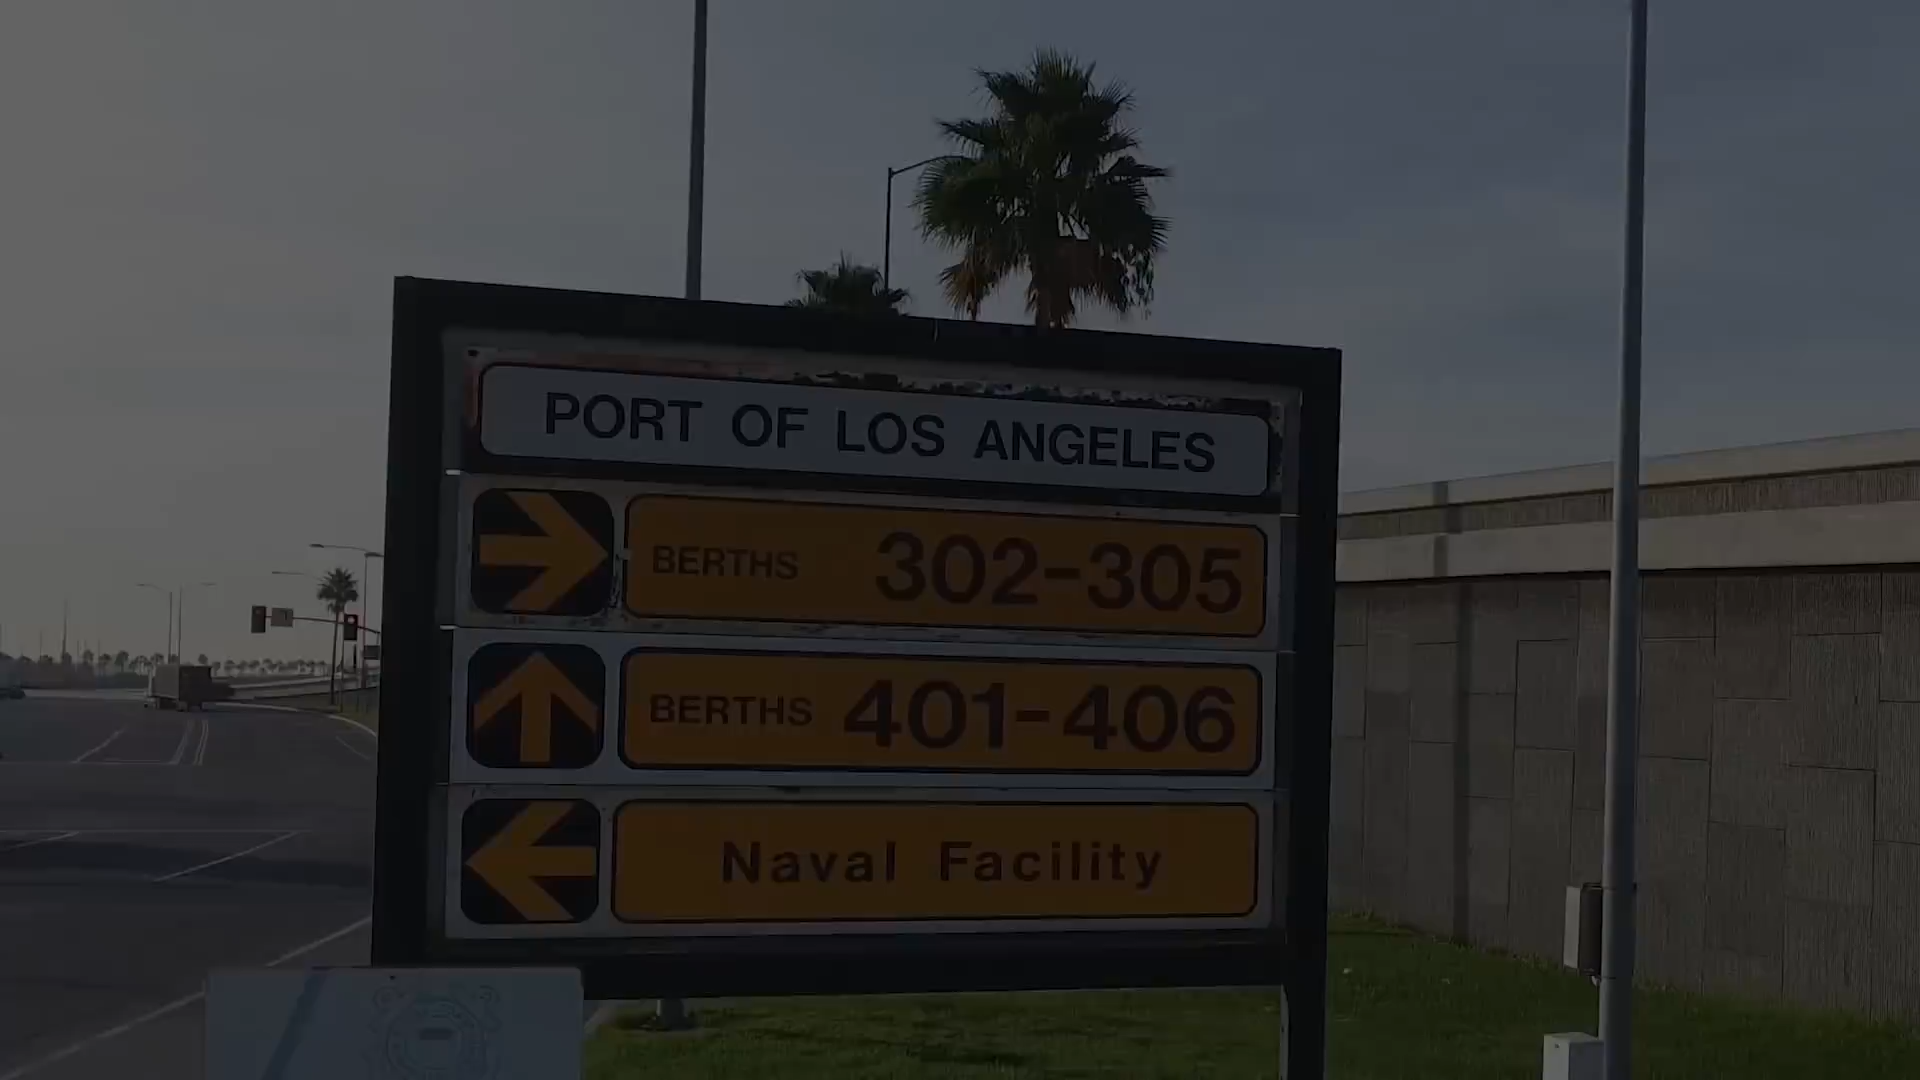 PORT OF LOS ANGELES
BERTHS 302-305
BERTHS 401-406
Naval Facility